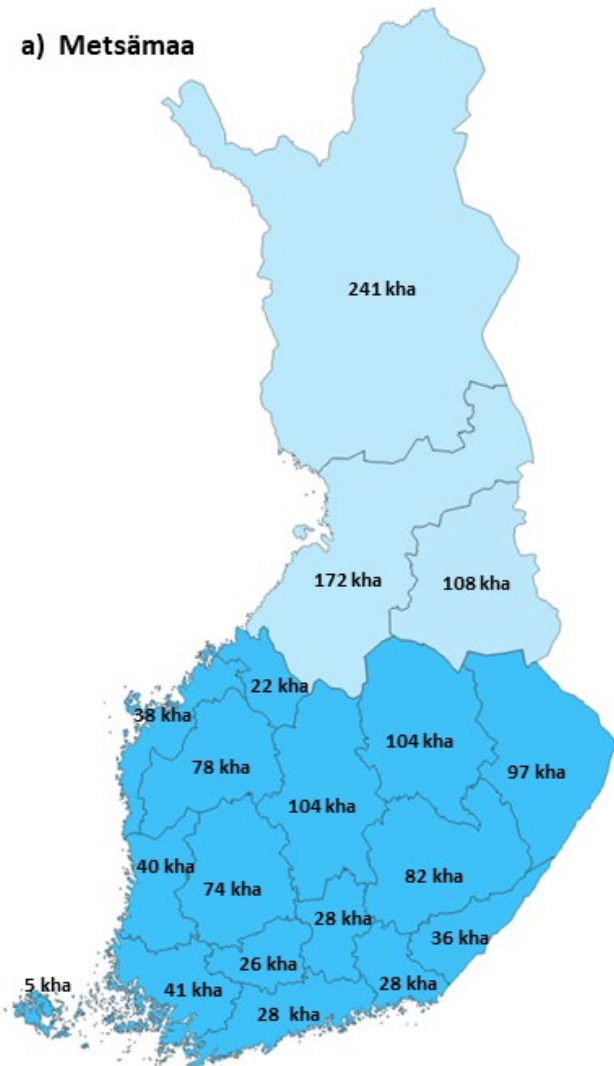 a) Metsämaa
241 kha
172 kha
108 kha
22 kha
38 kha
104 kha
78 kha
97 kha
104 kha
40 kha
74 kha
82 kha
28 kha
36 kha
26 kha
5 kha
41 kha
28 kha
28 kha